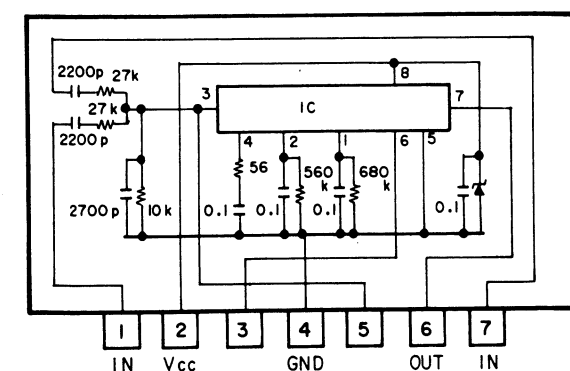 2200p 27k
27k
2200p
3
8
7
IC
4 2 1 6 5
56
560
k
680
k
2700p 10k
0.1 0.1 0.1 0.1
1 2 3 4 5 6 7
IN Vcc GND OUT IN